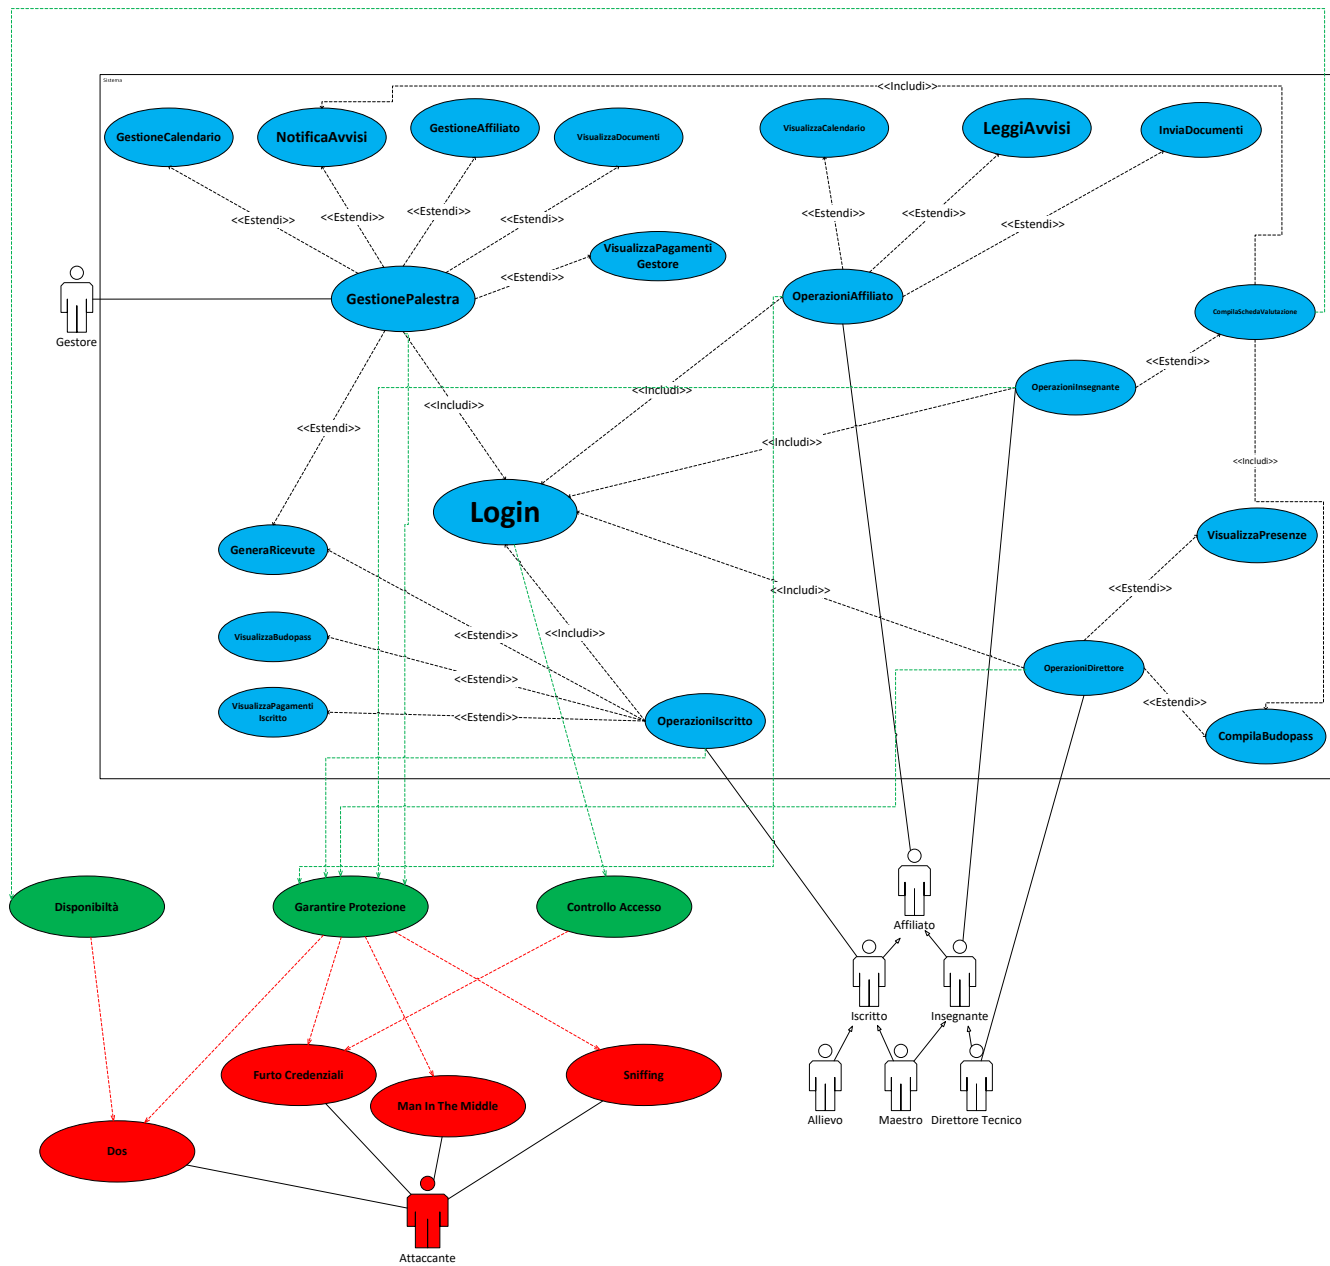 Sistema
<<Includi>>
GestioneCalendario
NotificaAvvisi
GestioneAffiliato
VisualizzaDocumenti
VisualizzaCalendario
LeggiAvvisi
InviaDocumenti
<<Estendi>>
<<Estendi>>
<<Estendi>>
<<Estendi>>
<<Estendi>>
<<Estendi>>
<<Estendi>>
VisualizzaPagamenti
Gestore
<<Estendi>>
GestionePalestra
OperazioniAffiliato
CompilaSchedaValutazione
Gestore
<<Estendi>>
<<Includi>>
OperazioniInsegnante
<<Includi>>
<<Estendi>>
<<Includi>>
<<Includi>>
Login
VisualizzaPresenze
GeneraRicevute
<<Includi>>
<<Estendi>>
VisualizzaBudopass
<<Estendi>>
<<Includi>>
OperazioniDirettore
<<Estendi>>
<<Estendi>>
VisualizzaPagamenti
Iscritto
<<Estendi>>
OperazioniIscritto
CompilaBudopass
Disponibiltà
Garantire Protezione
Controllo Accesso
Affiliato
Iscritto
Insegnante
Furto Credenziali
Man In The Middle
Sniffing
Allievo
Maestro
Direttore Tecnico
Dos
Attaccante